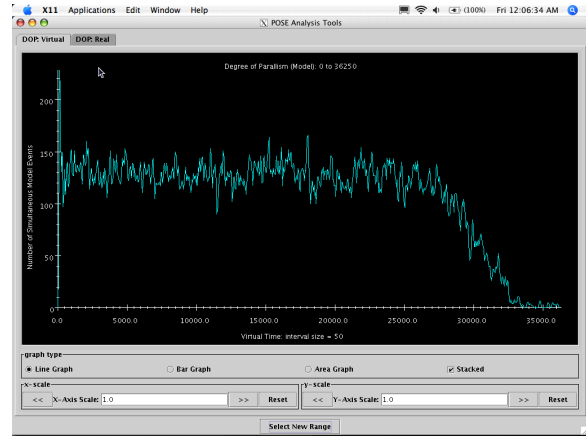 X11 Applications Edit Window Help (100%) Fri 12:06:34 AM
POSE Analysis Tools
DOP: Virtual DOP: Real
Degree of Parallism (Model): 0 to 36250
Number of Simultaneous Model Events
200
150
100
50
0
0.0 5000.0 10000.0 15000.0 20000.0 25000.0 30000.0 35000.0
Virtual Time: interval size = 50
graph type
Line Graph Bar Graph Area Graph Stacked
x-scale y-scale
<< X-Axis Scale: 1.0 >> Reset << Y-Axis Scale: 1.0 >> Reset
Select New Range